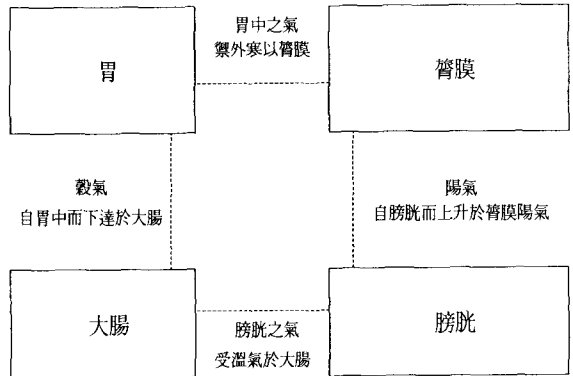 胃中之氣
禦外寒以膂膜
胃
膂膜
穀氣
自胃中而下達於大腸
陽氣
自膀胱而上升於膂膜陽氣
大腸
膀胱之氣
受溫氣於大腸
膀胱